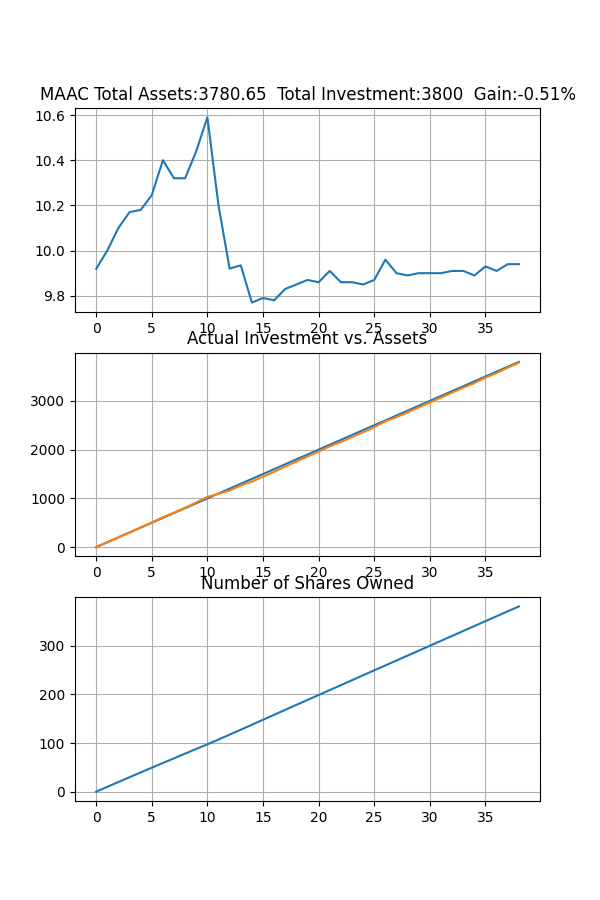 MAAC Total Assets:3780.65  Total Investment:3800  Gain:-0.51%
10.6
10.4
10.2
10.0
9.8
0 5 10 15 20 25 30 35
Actual Investment vs. Assets
3000
2000
1000
0
0 5 10 15 20 25 30 35
Number of Shares Owned
300
200
100
0
0 5 10 15 20 25 30 35